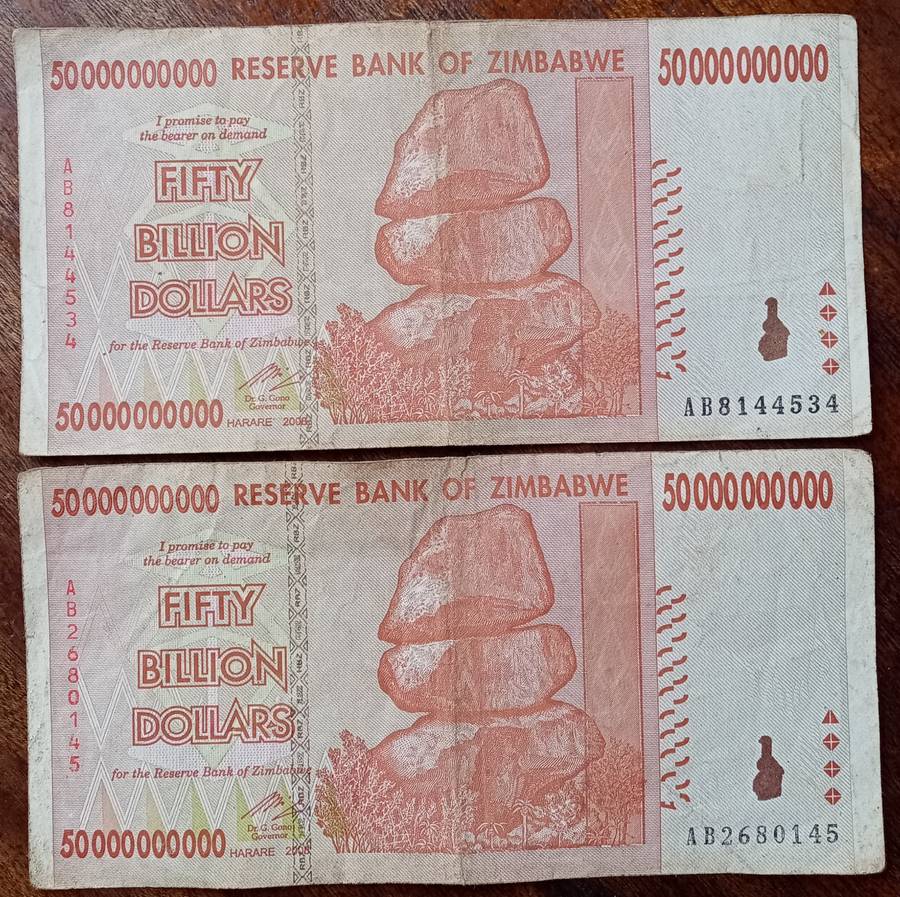 50000000000 RESERVE BANK OF ZIMBABWE 50000000000
I promise to pay
the bearer on demand
FIFTY
BILLION
DOLLARS
AB8144534
for the Reserve Bank of Zimbabwe
Dr. G. Gono
Governor
50000000000 HARARE 2008
AB8144534
50000000000 RESERVE BANK OF ZIMBABWE 50000000000
I promise to pay
the bearer on demand
FIFTY
BILLION
DOLLARS
AB2680145
for the Reserve Bank of Zimbabwe
Dr. G. Gono
Governor
50000000000 HARARE 2008
AB2680145